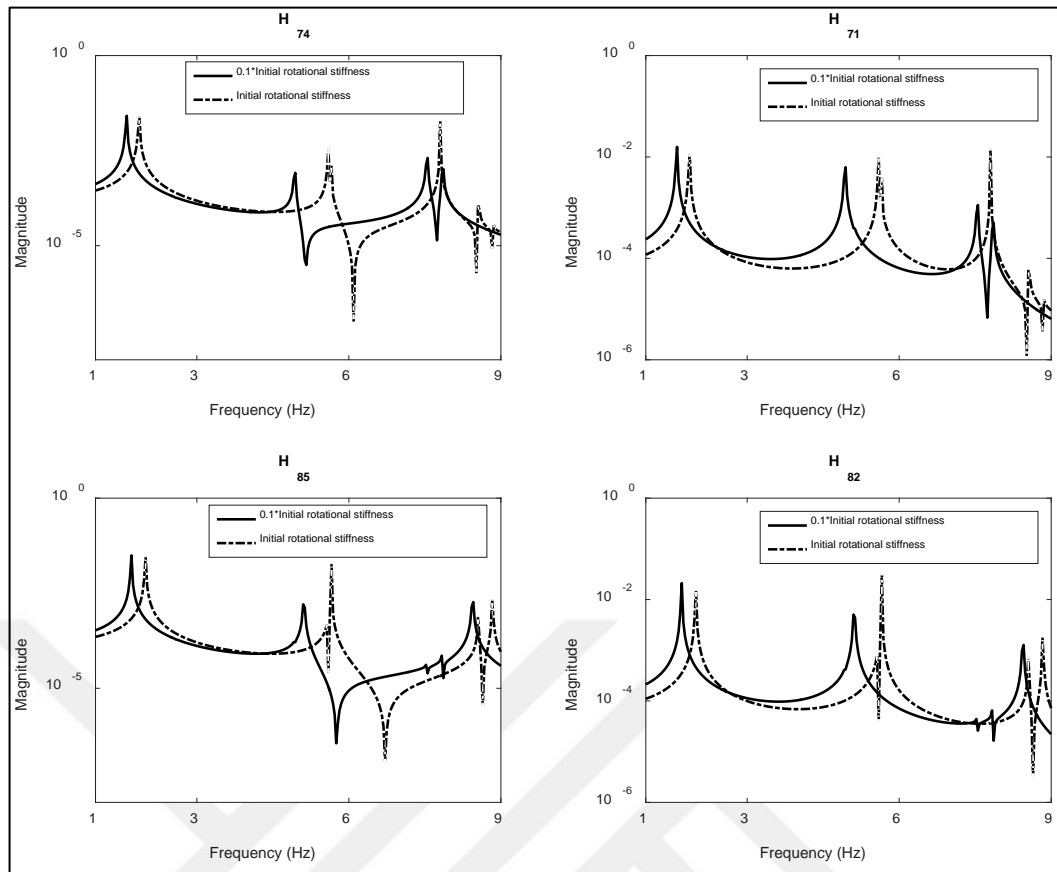 H
74
10 0
0.1*Initial rotational stiffness
Initial rotational stiffness
Magnitude
10 -5
1 3 6 9
Frequency (Hz)
H
71
10 0
0.1*Initial rotational stiffness
Initial rotational stiffness
10 -2
Magnitude
10 -4
10 -6
1 3 6 9
Frequency (Hz)
H
85
10 0
0.1*Initial rotational stiffness
Initial rotational stiffness
Magnitude
10 -5
1 3 6 9
Frequency (Hz)
H
82
10 0
0.1*Initial rotational stiffness
Initial rotational stiffness
10 -2
Magnitude
10 -4
10 -6
1 3 6 9
Frequency (Hz)